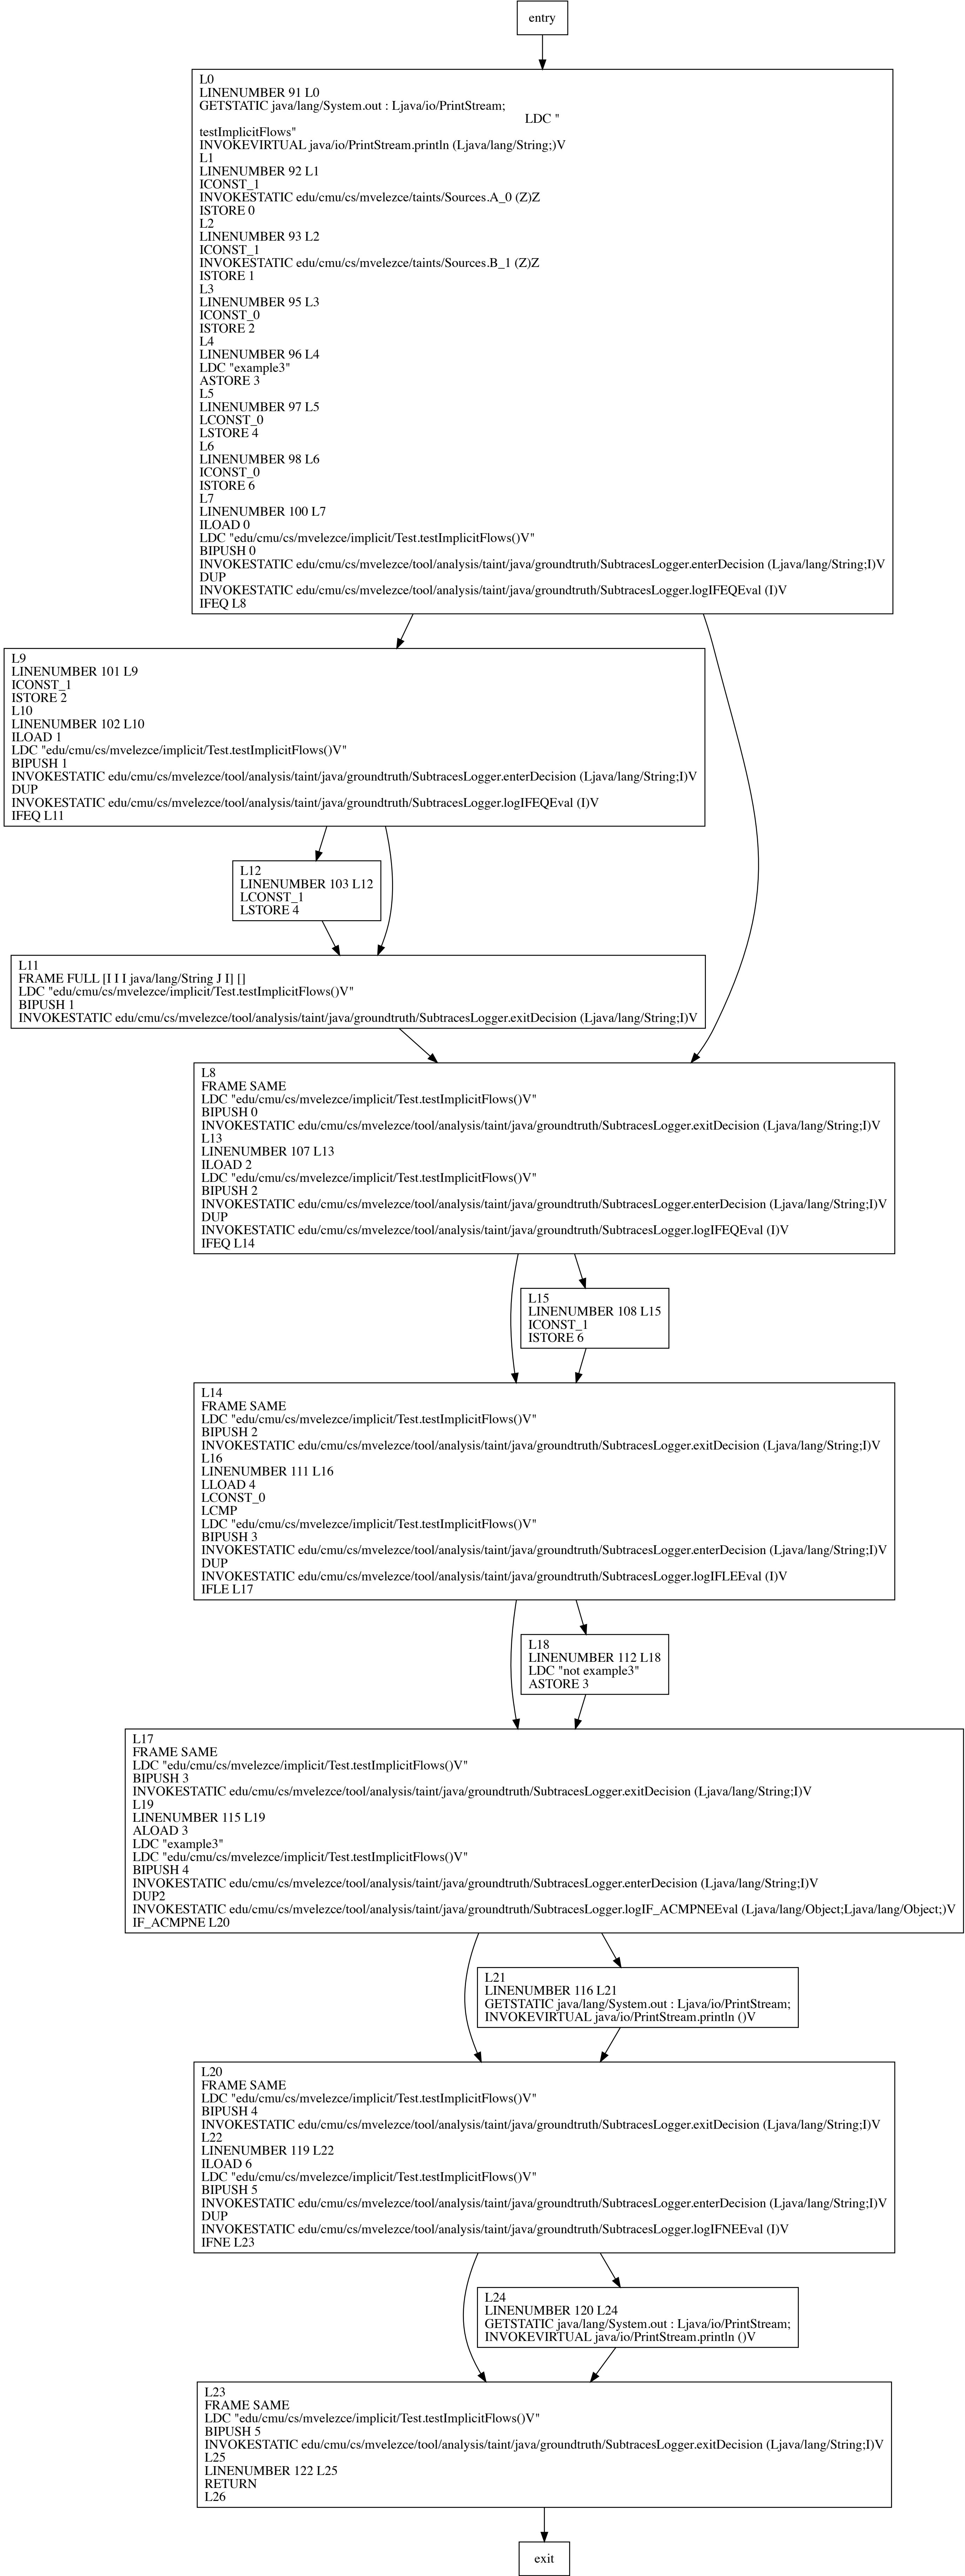 entry
L0
LINENUMBER 91 L0
GETSTATIC java/lang/System.out : Ljava/io/PrintStream;
LDC "
testImplicitFlows"
INVOKEVIRTUAL java/io/PrintStream.println (Ljava/lang/String;)V
L1
LINENUMBER 92 L1
ICONST_1
INVOKESTATIC edu/cmu/cs/mvelezce/taints/Sources.A_0 (Z)Z
ISTORE 0
L2
LINENUMBER 93 L2
ICONST_1
INVOKESTATIC edu/cmu/cs/mvelezce/taints/Sources.B_1 (Z)Z
ISTORE 1
L3
LINENUMBER 95 L3
ICONST_0
ISTORE 2
L4
LINENUMBER 96 L4
LDC "example3"
ASTORE 3
L5
LINENUMBER 97 L5
LCONST_0
LSTORE 4
L6
LINENUMBER 98 L6
ICONST_0
ISTORE 6
L7
LINENUMBER 100 L7
ILOAD 0
LDC "edu/cmu/cs/mvelezce/implicit/Test.testImplicitFlows()V"
BIPUSH 0
INVOKESTATIC edu/cmu/cs/mvelezce/tool/analysis/taint/java/groundtruth/SubtracesLogger.enterDecision (Ljava/lang/String;I)V
DUP
INVOKESTATIC edu/cmu/cs/mvelezce/tool/analysis/taint/java/groundtruth/SubtracesLogger.logIFEQEval (I)V
IFEQ L8
L9
LINENUMBER 101 L9
ICONST_1
ISTORE 2
L10
LINENUMBER 102 L10
ILOAD 1
LDC "edu/cmu/cs/mvelezce/implicit/Test.testImplicitFlows()V"
BIPUSH 1
INVOKESTATIC edu/cmu/cs/mvelezce/tool/analysis/taint/java/groundtruth/SubtracesLogger.enterDecision (Ljava/lang/String;I)V
DUP
INVOKESTATIC edu/cmu/cs/mvelezce/tool/analysis/taint/java/groundtruth/SubtracesLogger.logIFEQEval (I)V
IFEQ L11
L12
LINENUMBER 103 L12
LCONST_1
LSTORE 4
L11
FRAME FULL [I I I java/lang/String J I] []
LDC "edu/cmu/cs/mvelezce/implicit/Test.testImplicitFlows()V"
BIPUSH 1
INVOKESTATIC edu/cmu/cs/mvelezce/tool/analysis/taint/java/groundtruth/SubtracesLogger.exitDecision (Ljava/lang/String;I)V
L8
FRAME SAME
LDC "edu/cmu/cs/mvelezce/implicit/Test.testImplicitFlows()V"
BIPUSH 0
INVOKESTATIC edu/cmu/cs/mvelezce/tool/analysis/taint/java/groundtruth/SubtracesLogger.exitDecision (Ljava/lang/String;I)V
L13
LINENUMBER 107 L13
ILOAD 2
LDC "edu/cmu/cs/mvelezce/implicit/Test.testImplicitFlows()V"
BIPUSH 2
INVOKESTATIC edu/cmu/cs/mvelezce/tool/analysis/taint/java/groundtruth/SubtracesLogger.enterDecision (Ljava/lang/String;I)V
DUP
INVOKESTATIC edu/cmu/cs/mvelezce/tool/analysis/taint/java/groundtruth/SubtracesLogger.logIFEQEval (I)V
IFEQ L14
L15
LINENUMBER 108 L15
ICONST_1
ISTORE 6
L14
FRAME SAME
LDC "edu/cmu/cs/mvelezce/implicit/Test.testImplicitFlows()V"
BIPUSH 2
INVOKESTATIC edu/cmu/cs/mvelezce/tool/analysis/taint/java/groundtruth/SubtracesLogger.exitDecision (Ljava/lang/String;I)V
L16
LINENUMBER 111 L16
LLOAD 4
LCONST_0
LCMP
LDC "edu/cmu/cs/mvelezce/implicit/Test.testImplicitFlows()V"
BIPUSH 3
INVOKESTATIC edu/cmu/cs/mvelezce/tool/analysis/taint/java/groundtruth/SubtracesLogger.enterDecision (Ljava/lang/String;I)V
DUP
INVOKESTATIC edu/cmu/cs/mvelezce/tool/analysis/taint/java/groundtruth/SubtracesLogger.logIFLEEval (I)V
IFLE L17
L18
LINENUMBER 112 L18
LDC "not example3"
ASTORE 3
L17
FRAME SAME
LDC "edu/cmu/cs/mvelezce/implicit/Test.testImplicitFlows()V"
BIPUSH 3
INVOKESTATIC edu/cmu/cs/mvelezce/tool/analysis/taint/java/groundtruth/SubtracesLogger.exitDecision (Ljava/lang/String;I)V
L19
LINENUMBER 115 L19
ALOAD 3
LDC "example3"
LDC "edu/cmu/cs/mvelezce/implicit/Test.testImplicitFlows()V"
BIPUSH 4
INVOKESTATIC edu/cmu/cs/mvelezce/tool/analysis/taint/java/groundtruth/SubtracesLogger.enterDecision (Ljava/lang/String;I)V
DUP2
INVOKESTATIC edu/cmu/cs/mvelezce/tool/analysis/taint/java/groundtruth/SubtracesLogger.logIF_ACMPNEEval (Ljava/lang/Object;Ljava/lang/Object;)V
IF_ACMPNE L20
L21
LINENUMBER 116 L21
GETSTATIC java/lang/System.out : Ljava/io/PrintStream;
INVOKEVIRTUAL java/io/PrintStream.println ()V
L20
FRAME SAME
LDC "edu/cmu/cs/mvelezce/implicit/Test.testImplicitFlows()V"
BIPUSH 4
INVOKESTATIC edu/cmu/cs/mvelezce/tool/analysis/taint/java/groundtruth/SubtracesLogger.exitDecision (Ljava/lang/String;I)V
L22
LINENUMBER 119 L22
ILOAD 6
LDC "edu/cmu/cs/mvelezce/implicit/Test.testImplicitFlows()V"
BIPUSH 5
INVOKESTATIC edu/cmu/cs/mvelezce/tool/analysis/taint/java/groundtruth/SubtracesLogger.enterDecision (Ljava/lang/String;I)V
DUP
INVOKESTATIC edu/cmu/cs/mvelezce/tool/analysis/taint/java/groundtruth/SubtracesLogger.logIFNEEval (I)V
IFNE L23
L24
LINENUMBER 120 L24
GETSTATIC java/lang/System.out : Ljava/io/PrintStream;
INVOKEVIRTUAL java/io/PrintStream.println ()V
L23
FRAME SAME
LDC "edu/cmu/cs/mvelezce/implicit/Test.testImplicitFlows()V"
BIPUSH 5
INVOKESTATIC edu/cmu/cs/mvelezce/tool/analysis/taint/java/groundtruth/SubtracesLogger.exitDecision (Ljava/lang/String;I)V
L25
LINENUMBER 122 L25
RETURN
L26
exit